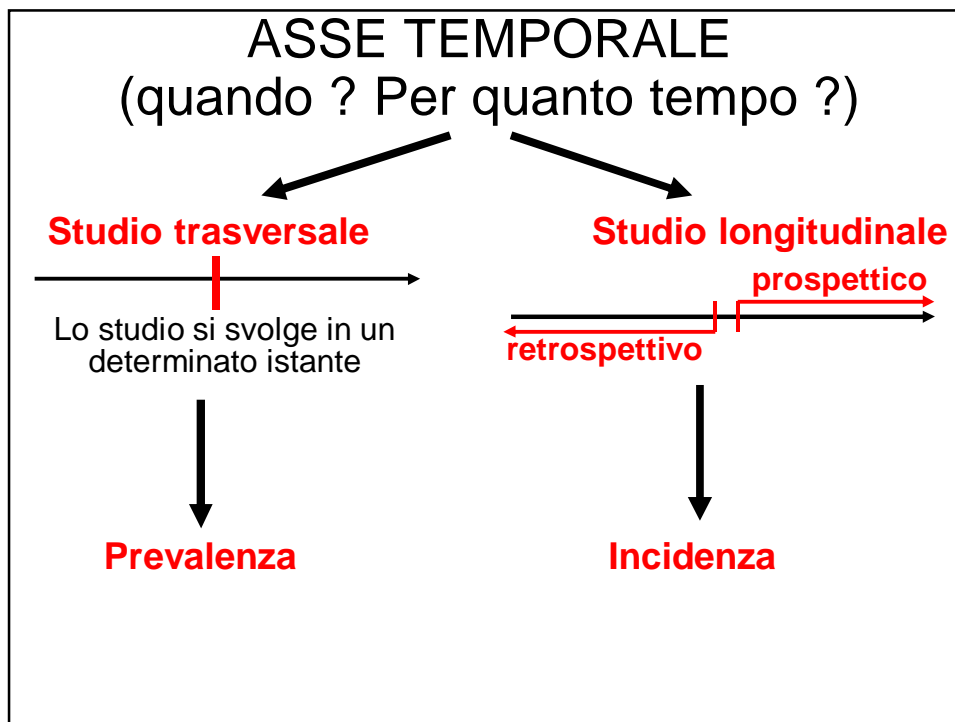 ASSE TEMPORALE
(quando ? Per quanto tempo ?)
Studio trasversale
Lo studio si svolge in un
determinato istante
Prevalenza
Studio longitudinale
prospettico
retrospettivo
Incidenza